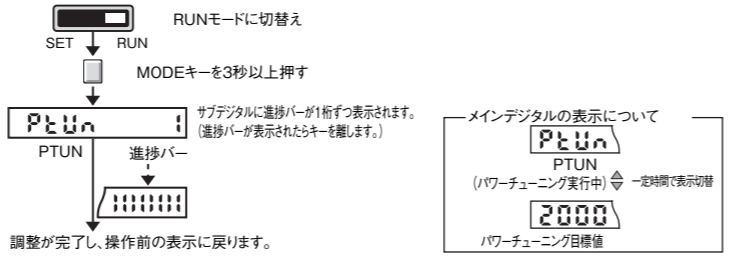 RUNモードに切替え
SET RUN
MODEキーを3秒以上押す
サブデジタルに進捗バーが1桁ずつ表示されます。
(進捗バーが表示されたらキーを離します。)
PtUn 1
PTUN 進捗バー
調整が完了し、操作前の表示に戻ります。
メインデジタルの表示について
PtUn
PTUN
(パワーチューニング実行中) 一定時間で表示切替
2000
パワーチューニング目標値